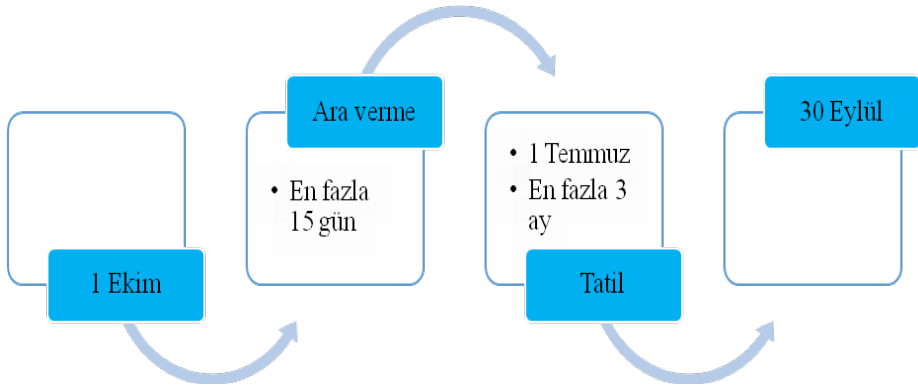 1 Ekim
Ara verme
• En fazla
15 gün
• 1 Temmuz
• En fazla 3
ay
Tatil
30 Eylül